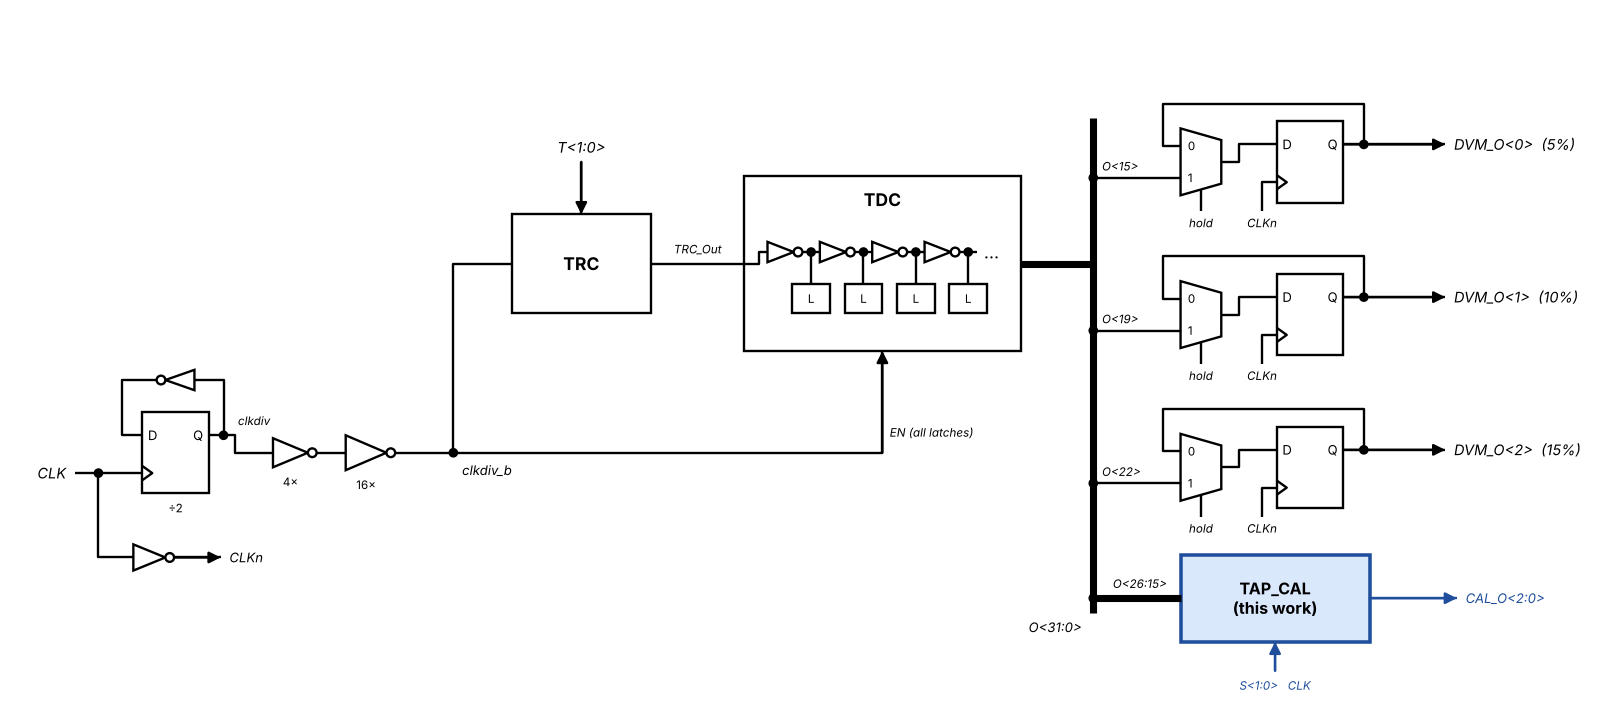 T<1:0>
TRC
TRC_Out
TDC
L
L
L
L
...
EN (all latches)
D
Q
÷2
CLK
CLKn
clkdiv
4×
16×
clkdiv_b
O<15>
0
1
hold
D
Q
CLKn
DVM_O<0> (5%)
O<19>
0
1
hold
D
Q
CLKn
DVM_O<1> (10%)
O<22>
0
1
hold
D
Q
CLKn
DVM_O<2> (15%)
O<26:15>
O<31:0>
TAP_CAL
(this work)
CAL_O<2:0>
S<1:0> CLK